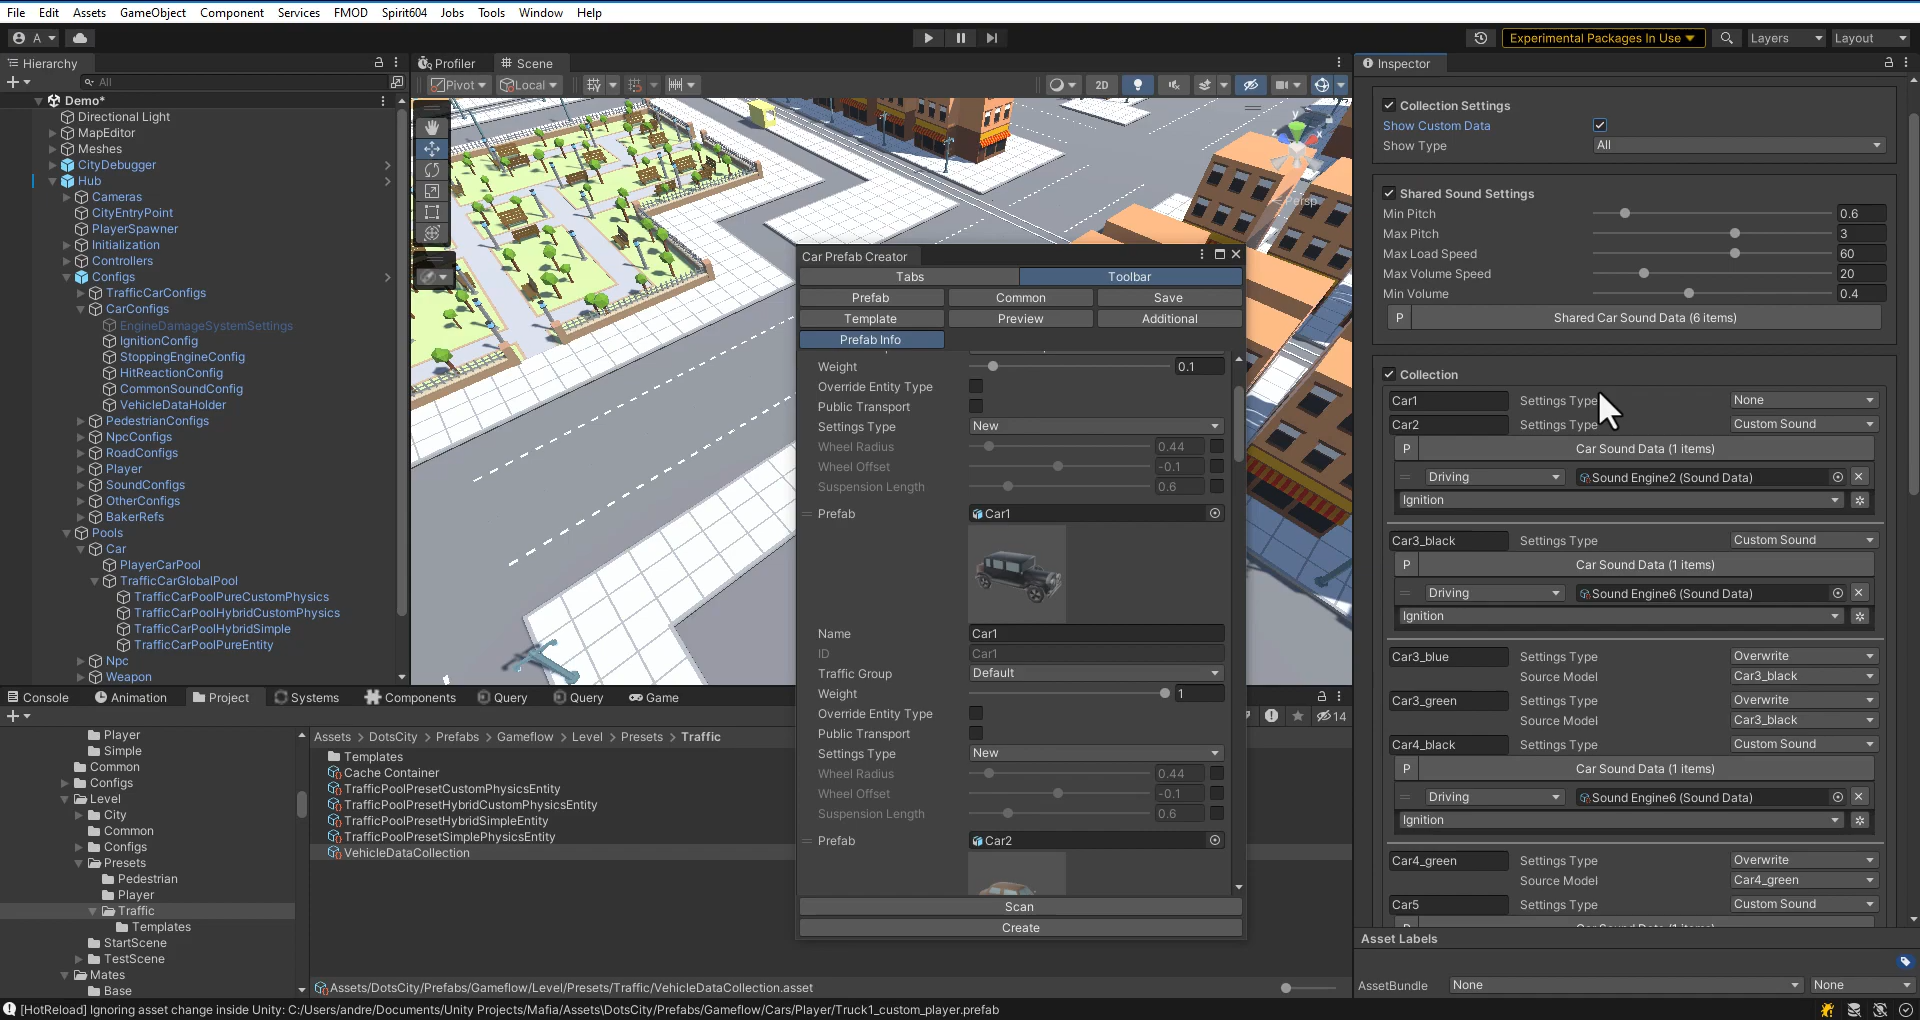 File Edit Assets GameObject Component Services FMOD Spirit604 Jobs Tools Window Help
A Experimental Packages In Use Layers Layout
Hierarchy
All
Demo*
Directional Light
MapEditor
Meshes
CityDebugger
Hub
Cameras
CityEntryPoint
PlayerSpawner
Initialization
Controllers
Configs
TrafficCarConfigs
CarConfigs
EngineDamageSystemSettings
IgnitionConfig
StoppingEngineConfig
HitReactionConfig
CommonSoundConfig
VehicleDataHolder
PedestrianConfigs
NpcConfigs
RoadConfigs
Player
SoundConfigs
OtherConfigs
BakerRefs
Pools
Car
PlayerCarPool
TrafficCarGlobalPool
TrafficCarPoolPureCustomPhysics
TrafficCarPoolHybridCustomPhysics
TrafficCarPoolHybridSimple
TrafficCarPoolPureEntity
Npc
Weapon
Profiler Scene
Pivot Local 2D
y
x
z
Persp
Car Prefab Creator
Tabs Toolbar
Prefab Common Save
Template Preview Additional
Prefab Info
Weight 0.1
Override Entity Type
Public Transport
Settings Type New
Wheel Radius 0.44
Wheel Offset -0.1
Suspension Length 0.6
Prefab Car1
Name Car1
ID Car1
Traffic Group Default
Weight 1
Override Entity Type
Public Transport
Settings Type New
Wheel Radius 0.44
Wheel Offset -0.1
Suspension Length 0.6
Prefab Car2
Scan
Create
Inspector
Collection Settings
Show Custom Data
Show Type All
Shared Sound Settings
Min Pitch 0.6
Max Pitch 3
Max Load Speed 60
Max Volume Speed 20
Min Volume 0.4
P Shared Car Sound Data (6 items)
Collection
Car1 Settings Type None
Car2 Settings Type Custom Sound
P Car Sound Data (1 items)
Driving Sound Engine2 (Sound Data)
Ignition
Car3_black Settings Type Custom Sound
P Car Sound Data (1 items)
Driving Sound Engine6 (Sound Data)
Ignition
Car3_blue Settings Type Overwrite
Source Model Car3_black
Car3_green Settings Type Overwrite
Source Model Car3_black
Car4_black Settings Type Custom Sound
P Car Sound Data (1 items)
Driving Sound Engine6 (Sound Data)
Ignition
Car4_green Settings Type Overwrite
Source Model Car4_green
Car5 Settings Type Custom Sound
Asset Labels
AssetBundle None None
Console Animation Project Systems Components Query Query Game
14
Player
Simple
Common
Configs
Level
City
Common
Configs
Presets
Pedestrian
Player
Traffic
Templates
StartScene
TestScene
Mates
Base
Assets > DotsCity > Prefabs > Gameflow > Level > Presets > Traffic
Templates
Cache Container
TrafficPoolPresetCustomPhysicsEntity
TrafficPoolPresetHybridCustomPhysicsEntity
TrafficPoolPresetHybridSimpleEntity
TrafficPoolPresetSimplePhysicsEntity
VehicleDataCollection
Assets/DotsCity/Prefabs/Gameflow/Level/Presets/Traffic/VehicleDataCollection.asset
[HotReload] Ignoring asset change inside Unity: C:/Users/andre/Documents/Unity Projects/Mafia/Assets\DotsCity/Prefabs/Gameflow/Cars/Player/Truck1_custom_player.prefab